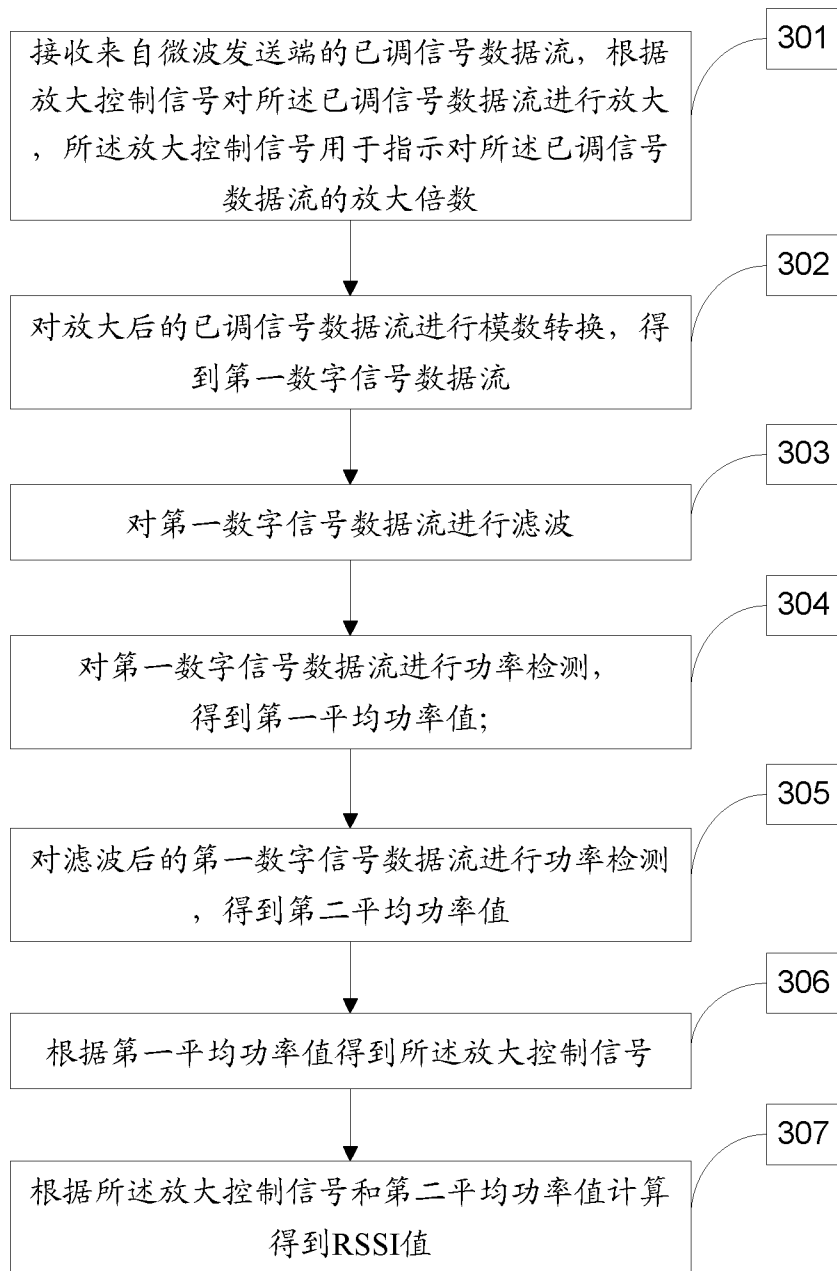 接收来自微波发送端的已调信号数据流，根据
放大控制信号对所述已调信号数据流进行放大
，所述放大控制信号用于指示对所述已调信号
数据流的放大倍数
301
对放大后的已调信号数据流进行模数转换，得
到第一数字信号数据流
302
对第一数字信号数据流进行滤波
303
对第一数字信号数据流进行功率检测，
得到第一平均功率值；
304
对滤波后的第一数字信号数据流进行功率检测
，得到第二平均功率值
305
根据第一平均功率值得到所述放大控制信号
306
根据所述放大控制信号和第二平均功率值计算
得到RSSI值
307